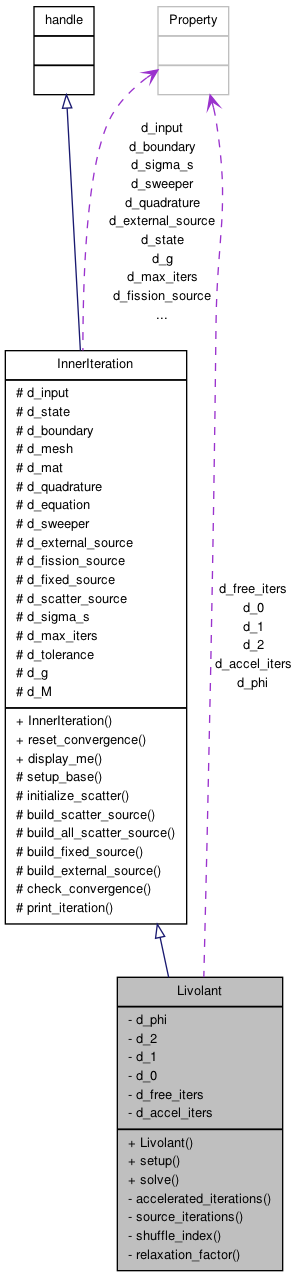 handle
Property
d_input
d_boundary
d_sigma_s
d_sweeper
d_quadrature
d_external_source
d_state
d_g
d_max_iters
d_fission_source
...
InnerIteration
# d_input
# d_state
# d_boundary
# d_mesh
# d_mat
# d_quadrature
# d_equation
# d_sweeper
# d_external_source
# d_fission_source
# d_fixed_source
# d_scatter_source
# d_sigma_s
# d_max_iters
# d_tolerance
# d_g
# d_M
+ InnerIteration()
+ reset_convergence()
+ display_me()
# setup_base()
# initialize_scatter()
# build_scatter_source()
# build_all_scatter_source()
# build_fixed_source()
# build_external_source()
# check_convergence()
# print_iteration()
d_free_iters
d_0
d_1
d_2
d_accel_iters
d_phi
Livolant
- d_phi
- d_2
- d_1
- d_0
- d_free_iters
- d_accel_iters
+ Livolant()
+ setup()
+ solve()
- accelerated_iterations()
- source_iterations()
- shuffle_index()
- relaxation_factor()